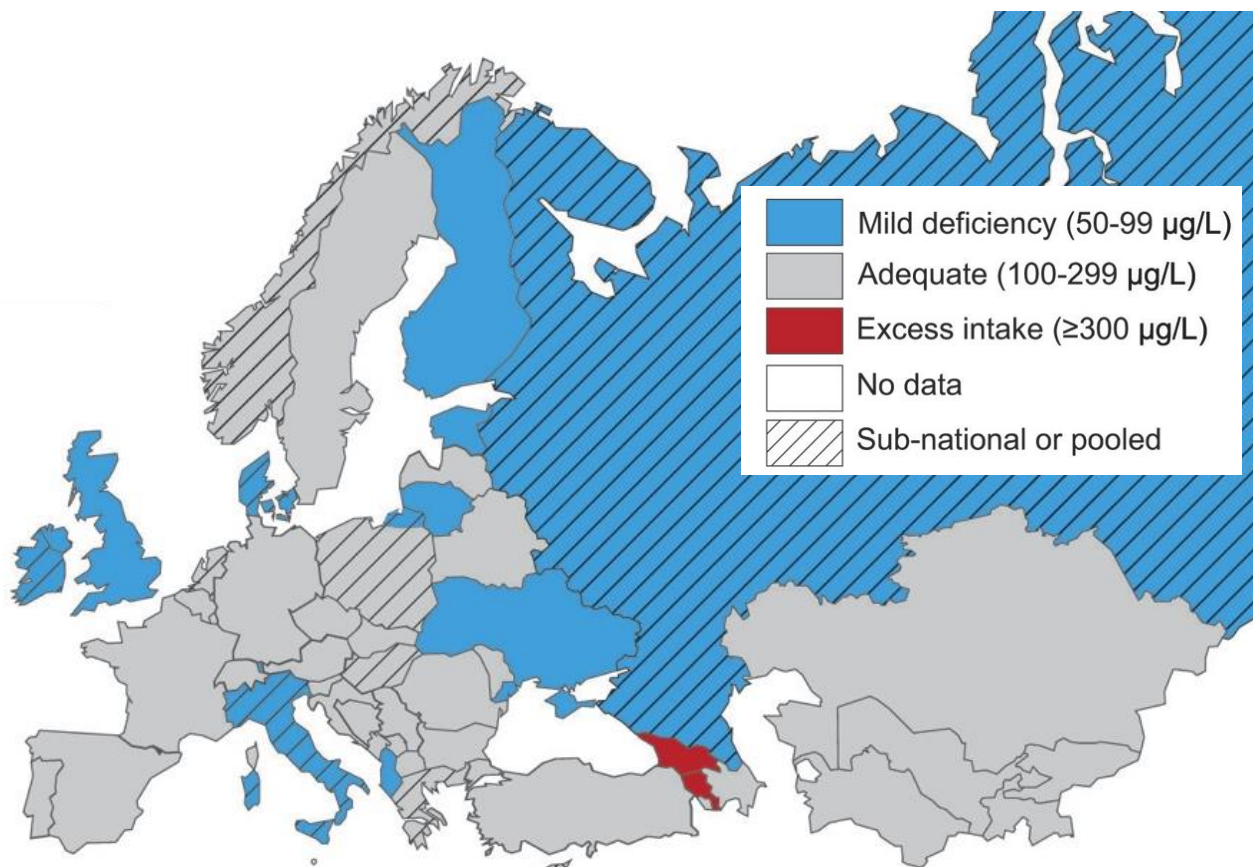 Mild deficiency (50-99 µg/L)
Adequate (100-299 µg/L)
Excess intake (≥300 µg/L)
No data
Sub-national or pooled